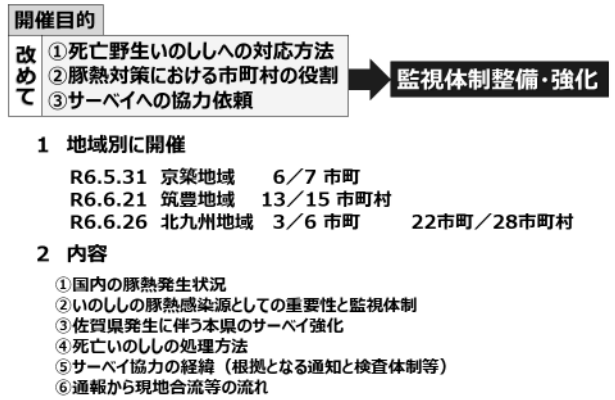 開催目的
改めて
①死亡野生いのししへの対応方法
②豚熱対策における市町村の役割
③サーベイへの協力依頼
監視体制整備・強化
1 地域別に開催
R6.5.31 京築地域 6／7 市町
R6.6.21 筑豊地域 13／15 市町村
R6.6.26 北九州地域 3／6 市町 22市町／28市町村
2 内容
①国内の豚熱発生状況
②いのししの豚熱感染源としての重要性と監視体制
③佐賀県発生に伴う本県のサーベイ強化
④死亡いのししの処理方法
⑤サーベイ協力の経緯（根拠となる通知と検査体制等）
⑥通報から現地合流等の流れ